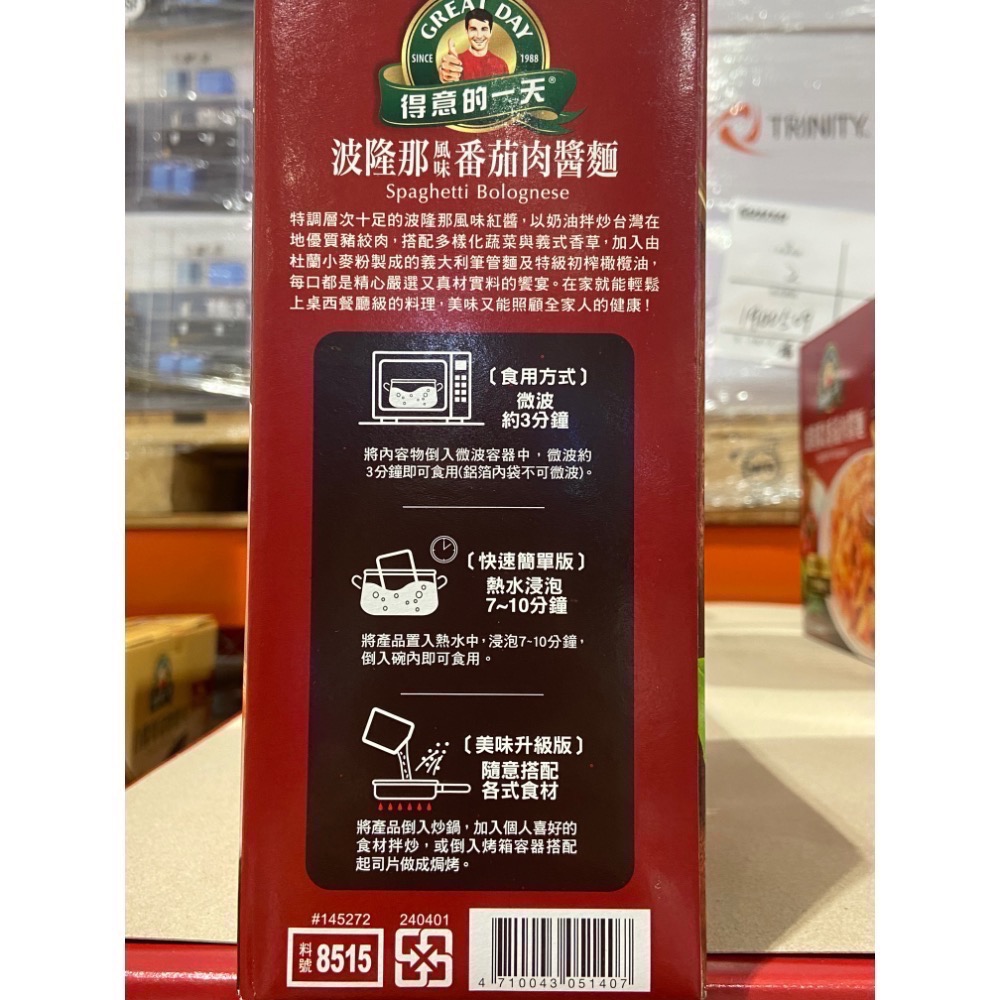 GREAT DAY
SINCE 1988
得意的一天®
波隆那風味番茄肉醬麵
Spaghetti Bolognese
特調層次十足的波隆那風味紅醬,以奶油拌炒台灣在
地優質豬絞肉,搭配多樣化蔬菜與義式香草,加入由
杜蘭小麥粉製成的義大利筆管麵及特級初榨橄欖油,
每口都是精心嚴選又真材實料的饗宴。在家就能輕鬆
上桌西餐廳級的料理,美味又能照顧全家人的健康!
〔食用方式〕
微波
約3分鐘
將內容物倒入微波容器中,微波約
3分鐘即可食用(鋁箔內袋不可微波)。
〔快速簡單版〕
熱水浸泡
7~10分鐘
將產品置入熱水中,浸泡7~10分鐘,
倒入碗內即可食用。
〔美味升級版〕
隨意搭配
各式食材
將產品倒入炒鍋,加入個人喜好的
食材拌炒,或倒入烤箱容器搭配
起司片做成焗烤。
#145272 240401
料號 8515
4 710043 051407
TRINITY